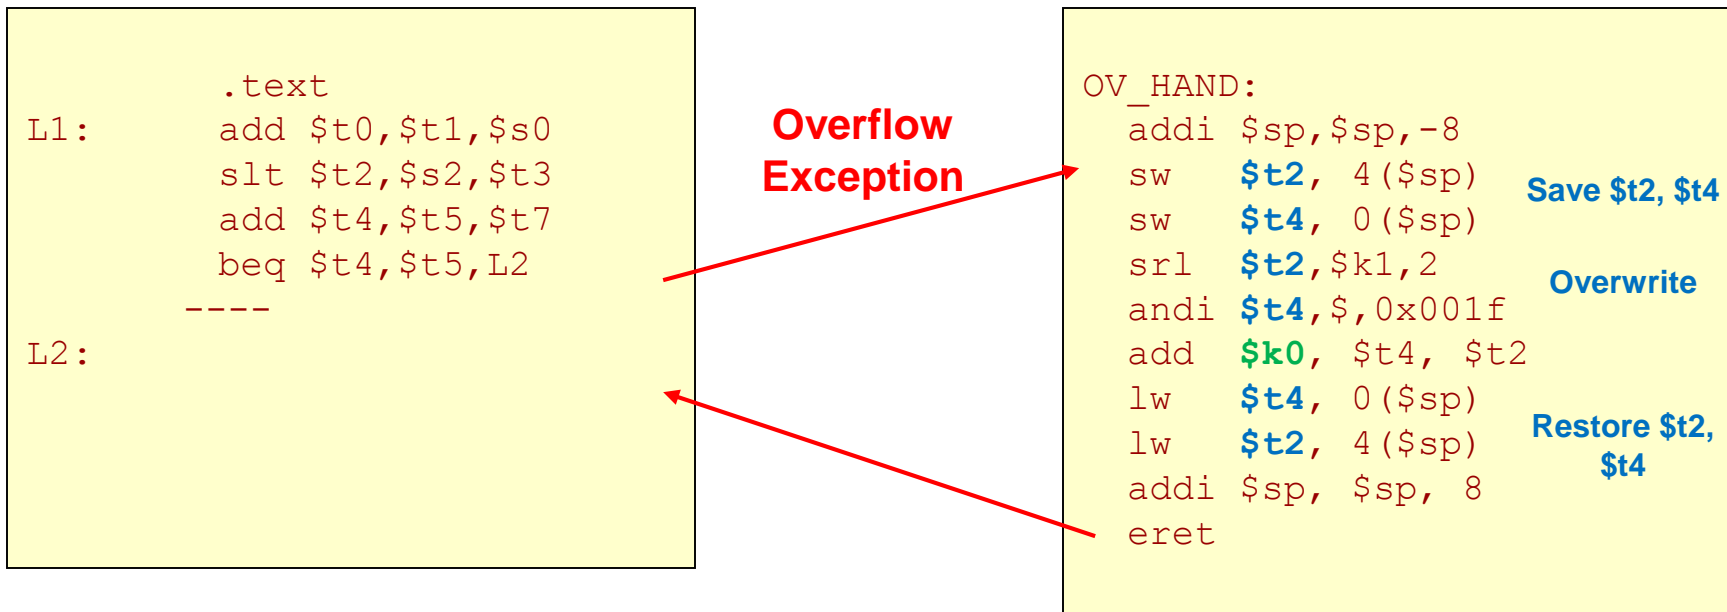 .text
L1: add $t0,$t1,$s0
slt $t2,$s2,$t3
add $t4,$t5,$t7
beq $t4,$t5,L2
----
L2:
Overflow
Exception
OV_HAND:
addi $sp,$sp,-8
sw $t2, 4($sp)
sw $t4, 0($sp)
srl $t2,$k1,2
andi $t4,$,0x001f
add $k0, $t4, $t2
lw $t4, 0($sp)
lw $t2, 4($sp)
addi $sp, $sp, 8
eret
Save $t2, $t4
Overwrite
Restore $t2,
$t4